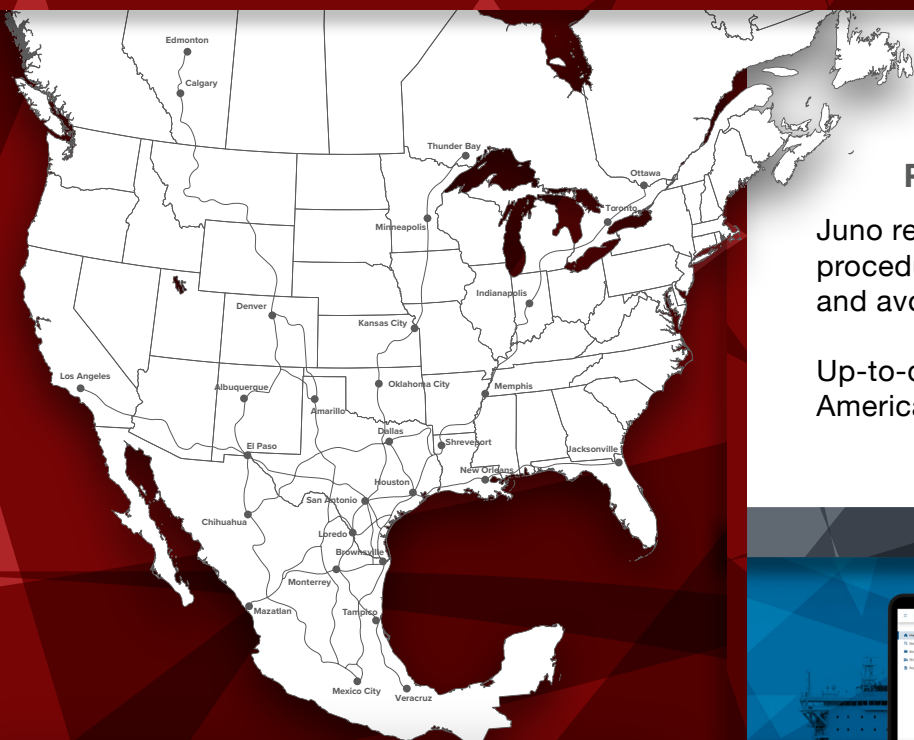 Edmonton
Calgary
Thunder Bay
Ottawa
Toronto
Minneapolis
Indianapolis
Denver
Kansas City
Los Angeles
Albuquerque
Oklahoma City
Memphis
Amarillo
Dallas
El Paso
Shreveport
Jacksonville
New Orleans
Houston
San Antonio
Chihuahua
Loredo
Brownsville
Monterrey
Mazatlan
Tampico
Mexico City
Veracruz
Juno re
procedu
and avo
Up-to-d
America